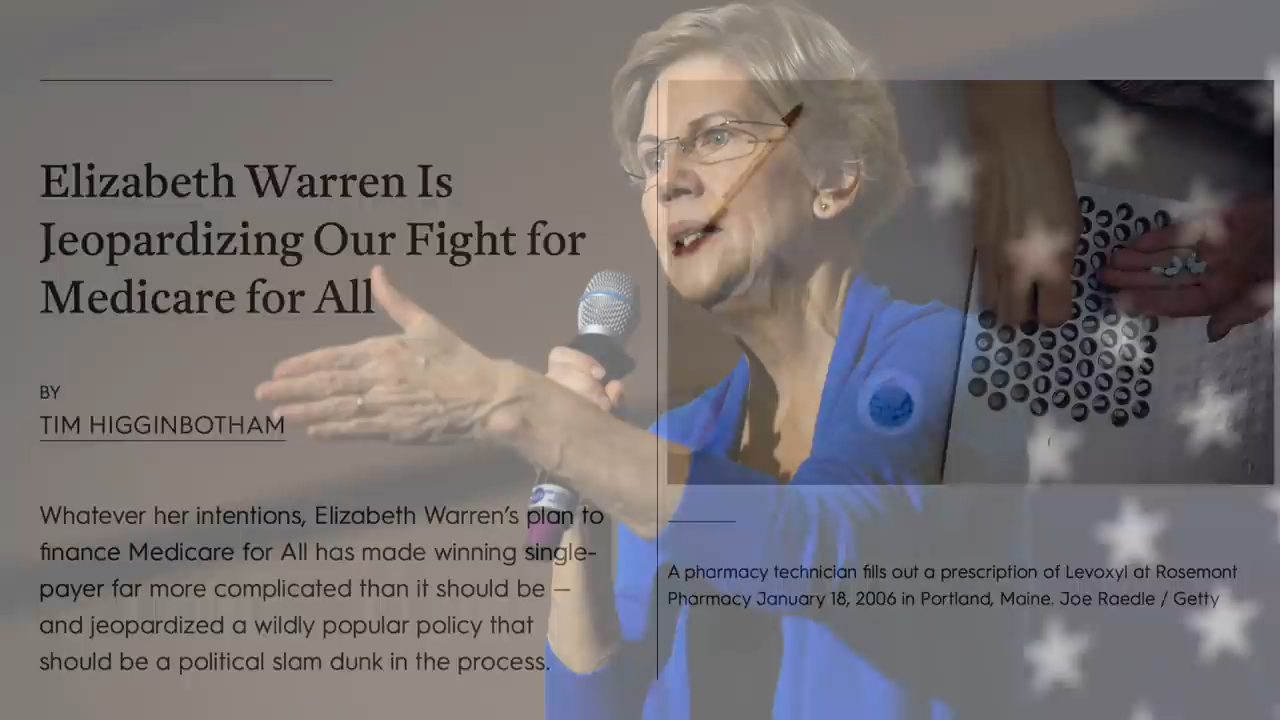 Elizabeth Warren Is
Jeopardizing Our Fight for
Medicare for All
BY
TIM HIGGINBOTHAM
Whatever her intentions, Elizabeth Warren's plan to
finance Medicare for All has made winning single-
payer far more complicated than it should be —
and jeopardized a wildly popular policy that
should be a political slam dunk in the process.
A pharmacy technician fills out a prescription of Levoxyl at Rosemont
Pharmacy January 18, 2006 in Portland, Maine. Joe Raedle / Getty